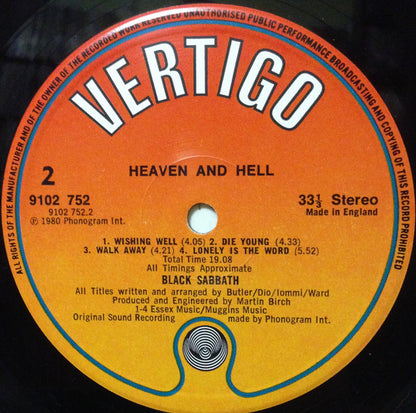 ALL RIGHTS OF THE MANUFACTURER AND OF THE OWNER OF THE RECORDED WORK RESERVED UNAUTHORISED PUBLIC PERFORMANCE BROADCASTING AND COPYING OF THIS RECORD PROHIBITED
VERTIGO
HEAVEN AND HELL
2
9102 752
9102 752.2
℗ 1980 Phonogram Int.
33⅓ Stereo
Made in England
1. WISHING WELL (4.05) 2. DIE YOUNG (4.33)
3. WALK AWAY (4.21) 4. LONELY IS THE WORD (5.52)
Total Time 19.08
All Timings Approximate
BLACK SABBATH
All Titles written and arranged by Butler/Dio/Iommi/Ward
Produced and Engineered by Martin Birch
1-4 Essex Music/Muggins Music
Original Sound Recording made by Phonogram Int.